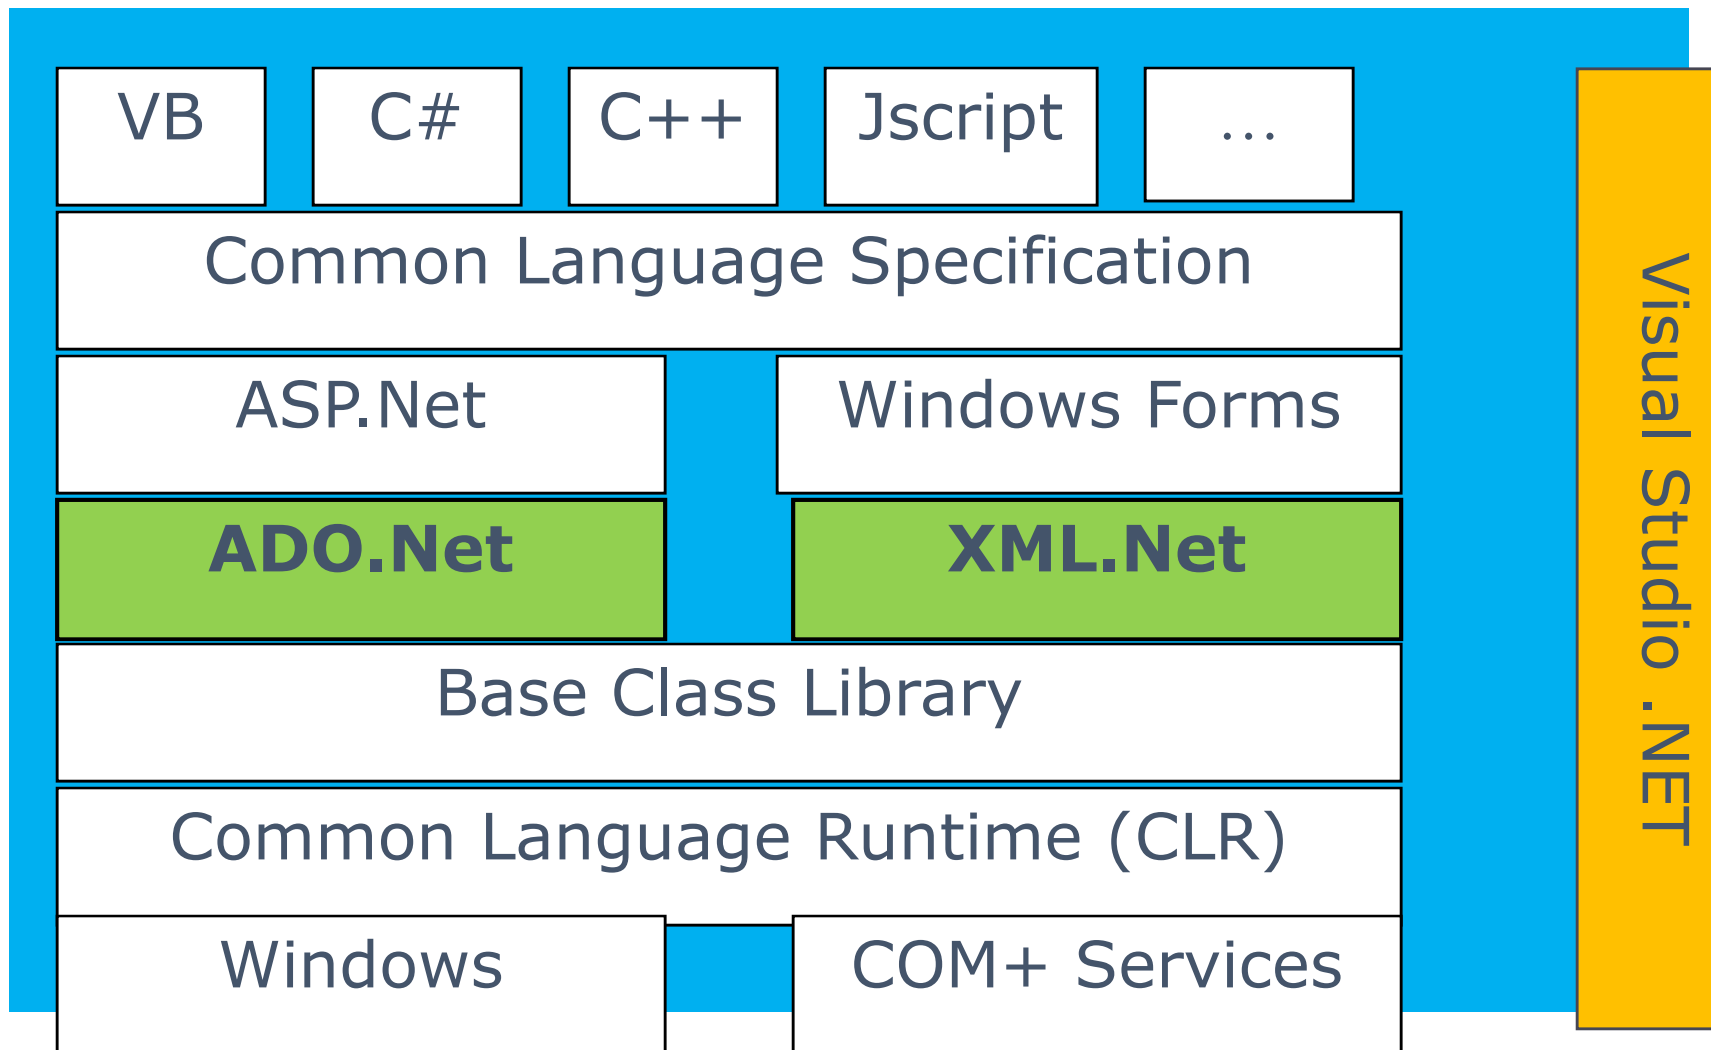 VB
C#
C++
Jscript
...
Common Language Specification
ASP.Net
Windows Forms
ADO.Net
XML.Net
Base Class Library
Common Language Runtime (CLR)
Windows
COM+ Services
Visual Studio .NET